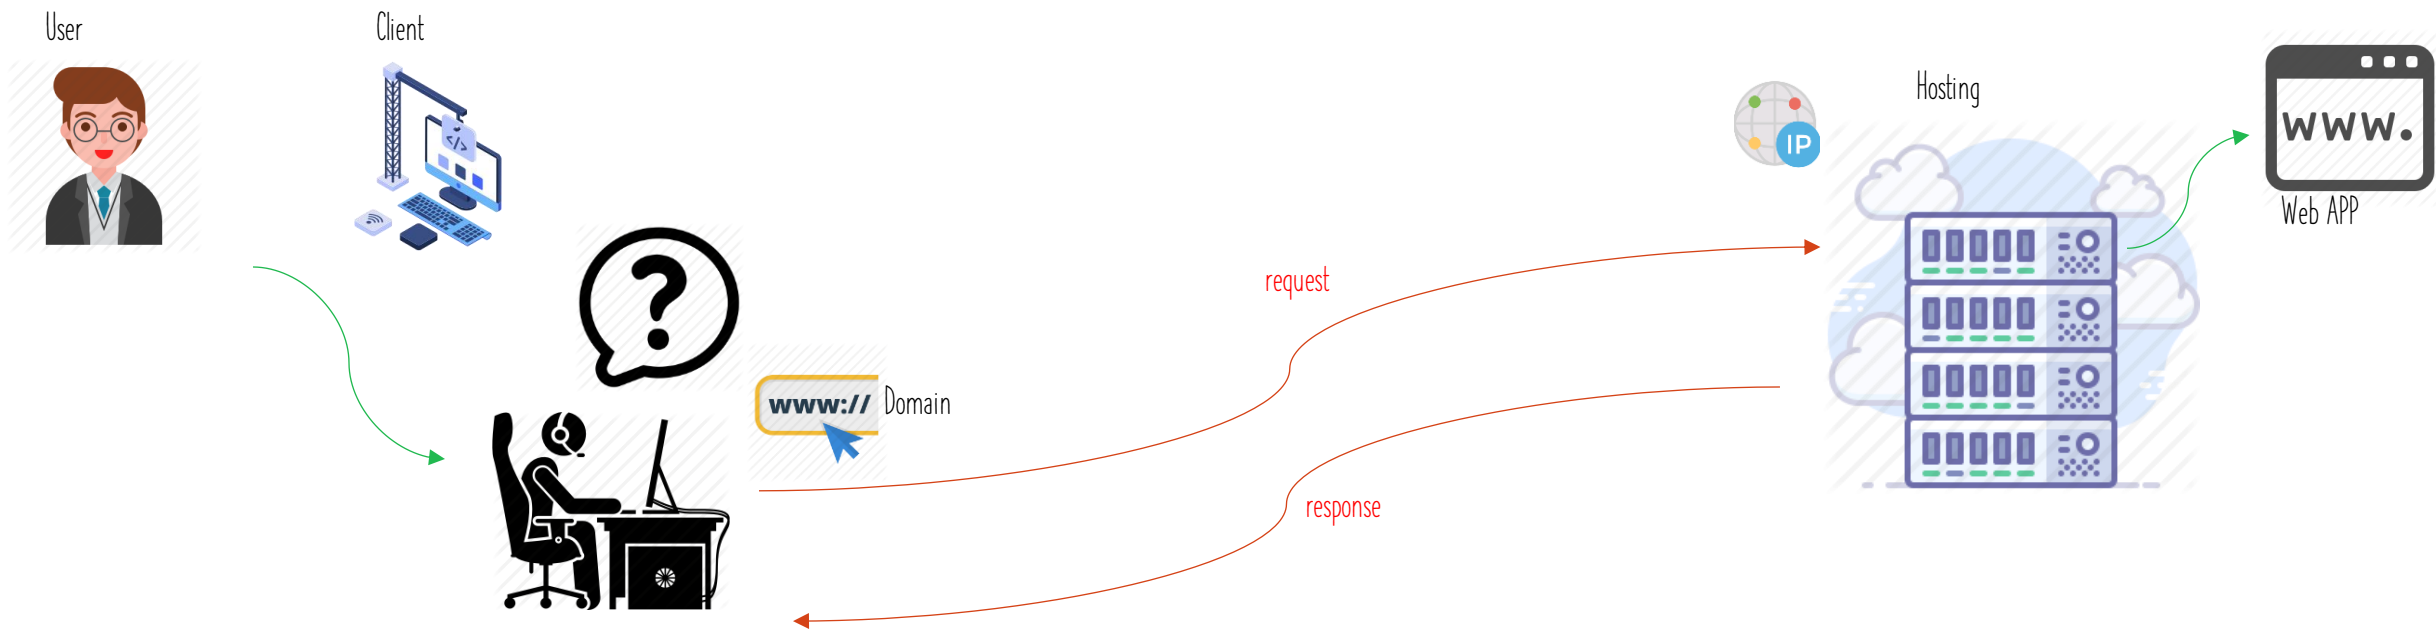 User
Client
Hosting
IP
www.
Web APP
request
www://
Domain
response